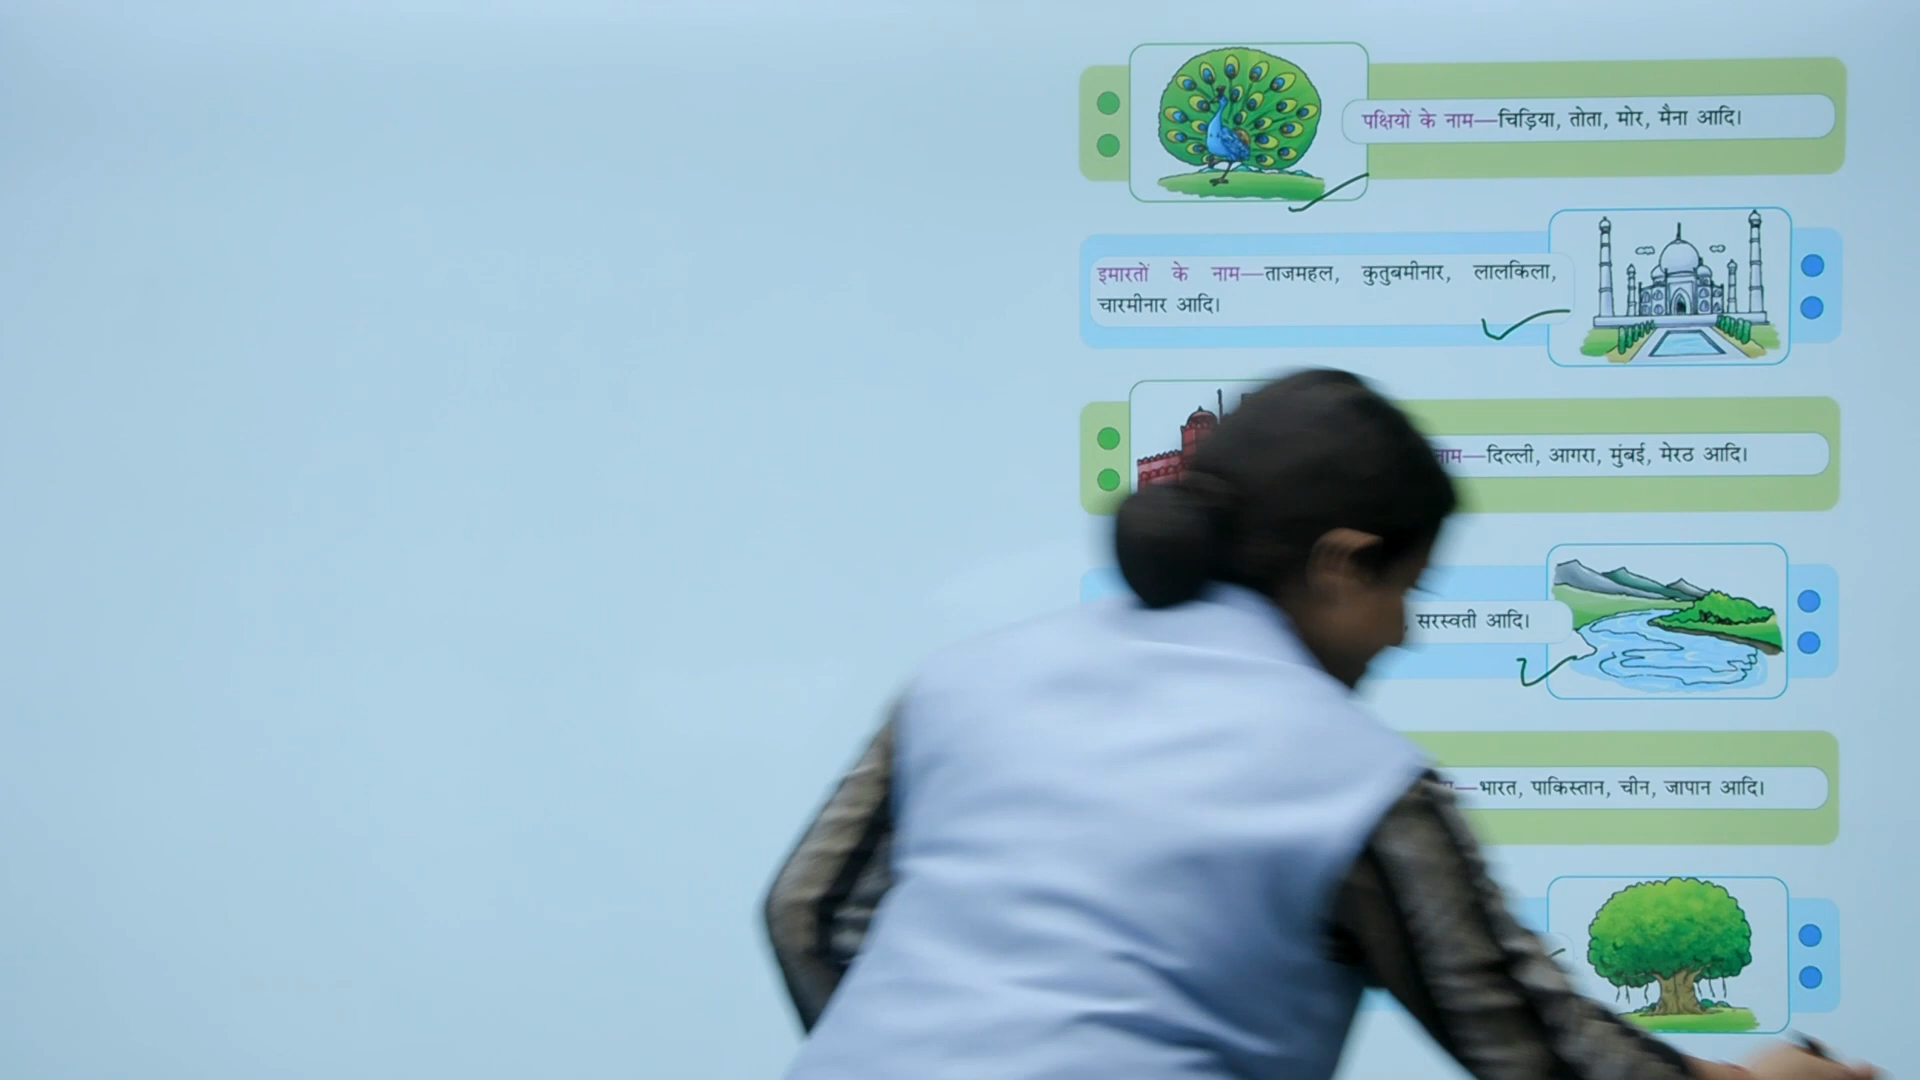 पक्षियों के नाम—चिड़िया, तोता, मोर, मैना आदि।
इमारतों के नाम—ताजमहल, कुतुबमीनार, लालकिला,
चारमीनार आदि।
नाम—दिल्ली, आगरा, मुंबई, मेरठ आदि।
, सरस्वती आदि।
—भारत, पाकिस्तान, चीन, जापान आदि।